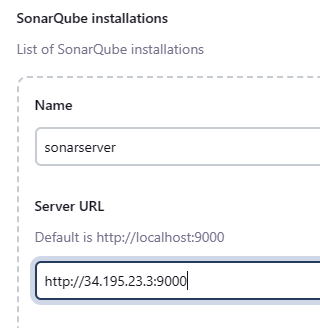 SonarQube installations
List of SonarQube installations
Name
sonarserver
Server URL
Default is http://localhost:9000
http://34.195.23.3:9000